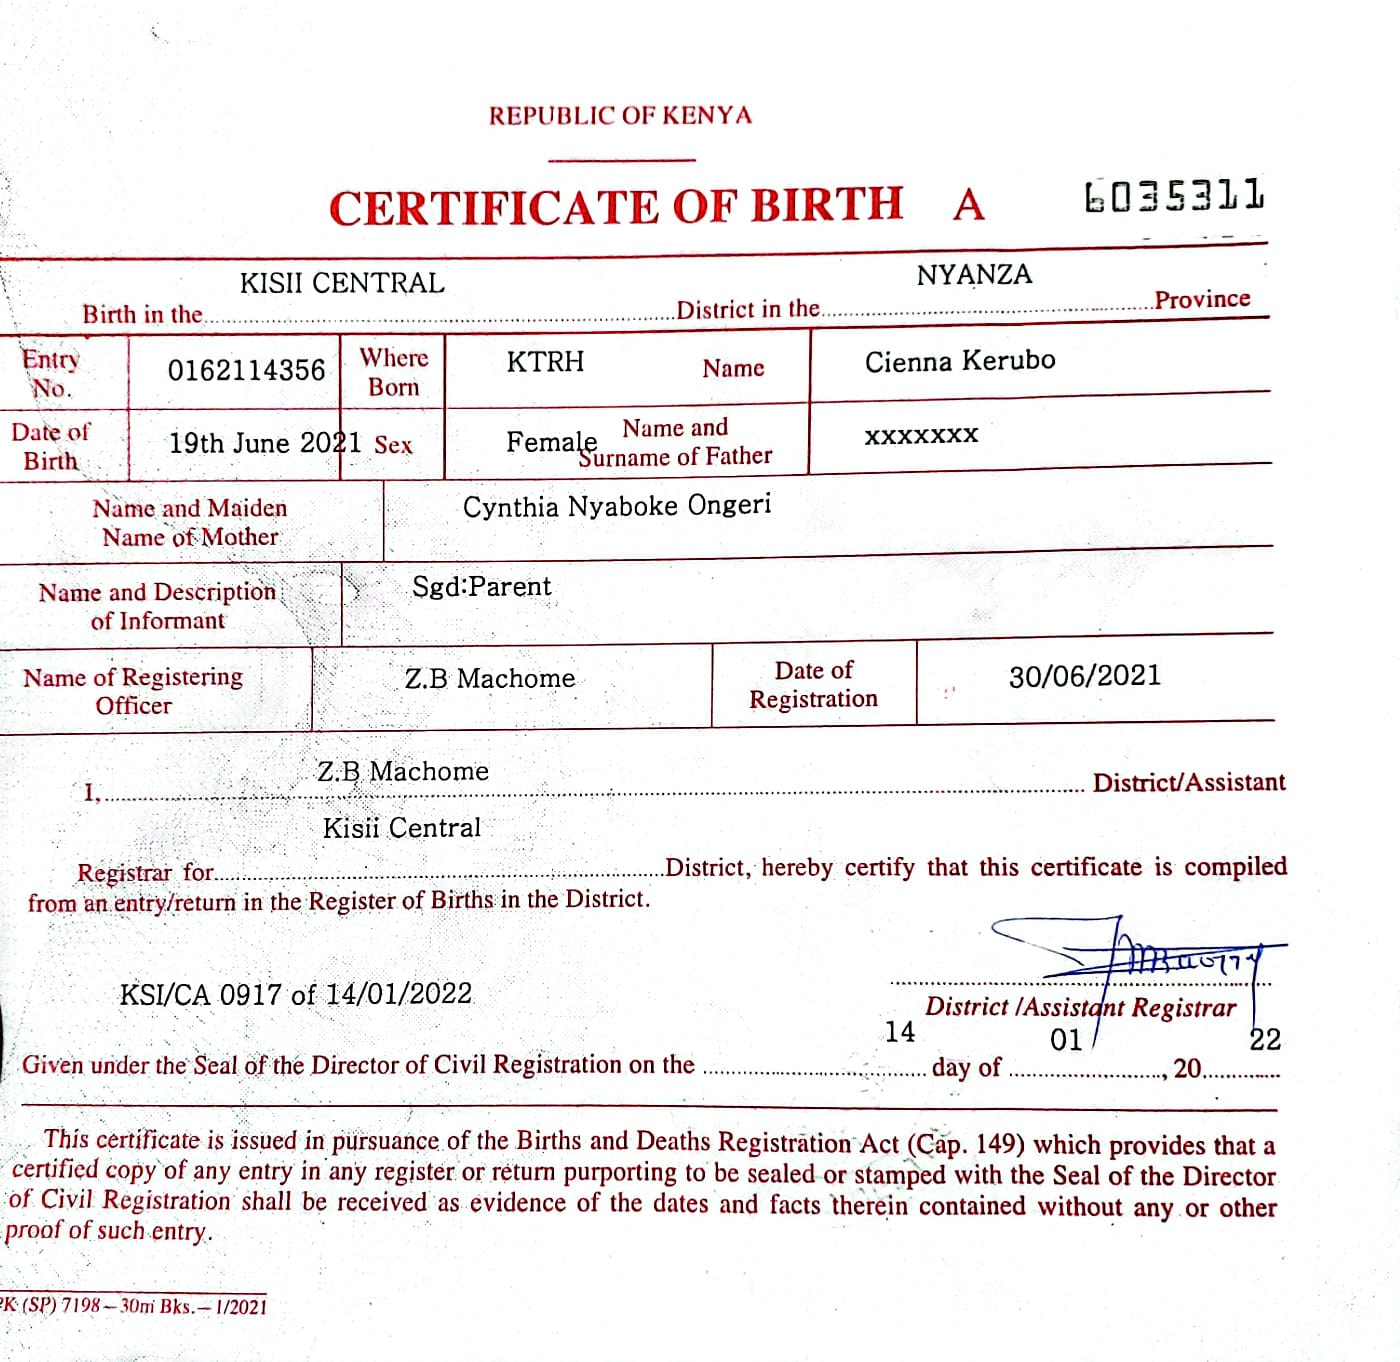 REPUBLIC OF KENYA
CERTIFICATE OF BIRTH A 6035311
KISII CENTRAL NYANZA
Birth in the.....District in the.....Province
Entry No. 0162114356 Where Born KTRH Name Cienna Kerubo
Date of Birth 19th June 2021 Sex Female Name and Surname of Father xxxxxxx
Name and Maiden Name of Mother Cynthia Nyaboke Ongeri
Name and Description of Informant Sgd:Parent
Name of Registering Officer Z.B Machome Date of Registration 30/06/2021
Z.B Machome
I,.....District/Assistant
Kisii Central
Registrar for.....District, hereby certify that this certificate is compiled
from an entry/return in the Register of Births in the District.
KSI/CA 0917 of 14/01/2022
District /Assistant Registrar
14 01 22
Given under the Seal of the Director of Civil Registration on the ..... day of ....., 20.....
This certificate is issued in pursuance of the Births and Deaths Registration Act (Cap. 149) which provides that a
certified copy of any entry in any register or return purporting to be sealed or stamped with the Seal of the Director
of Civil Registration shall be received as evidence of the dates and facts therein contained without any or other
proof of such entry.
(SP) 7198—30m Bks.—1/2021